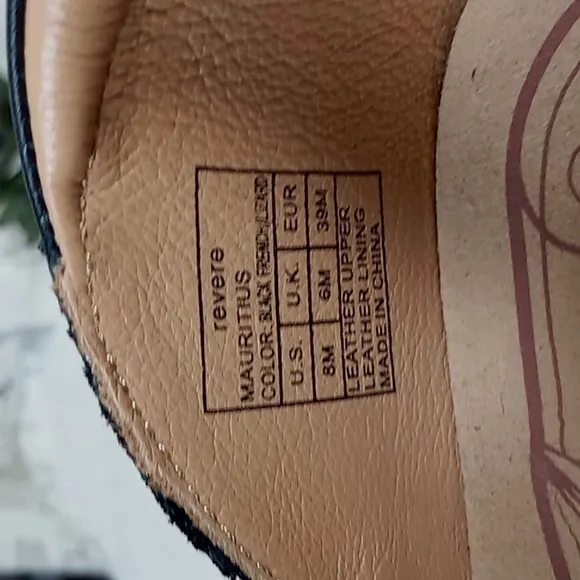 revere
MAURITIUS
COLOR: BLACK FRENCH/LIZARD
U.S. U.K. EUR
8M 6M 39M
LEATHER UPPER
LEATHER LINING
MADE IN CHINA